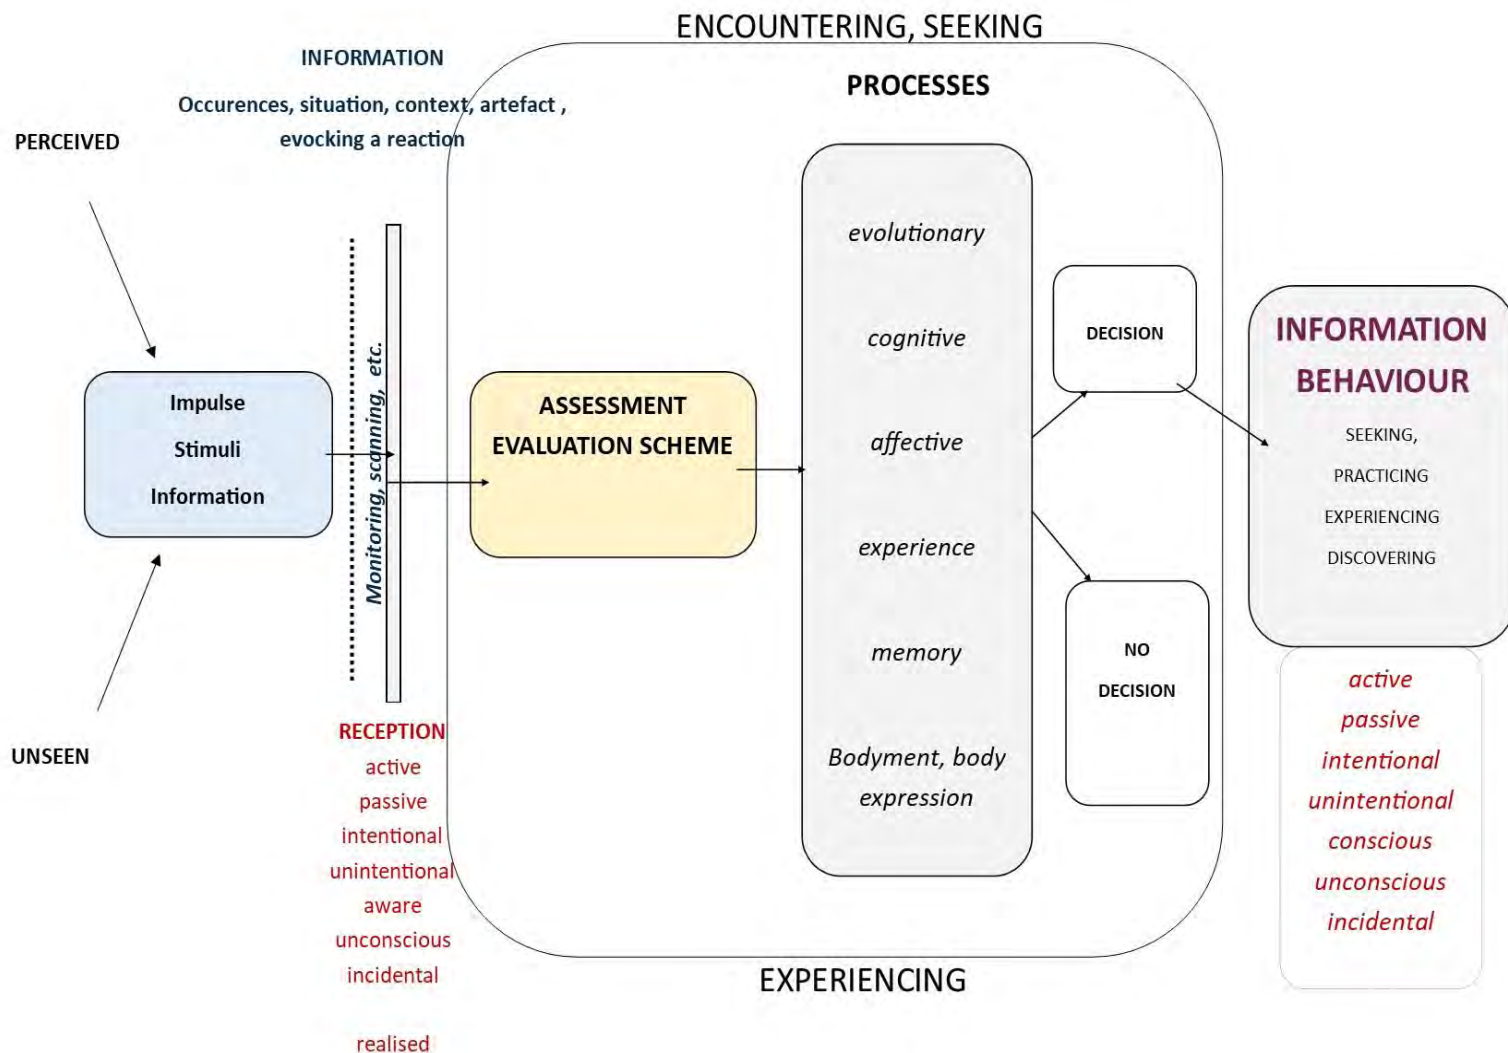 ENCOUNTERING, SEEKING
INFORMATION
Occurences, situation, context, artefact ,
evocking a reaction
PERCEIVED
UNSEEN
Impulse
Stimuli
Information
Monitoring, scanning, etc.
RECEPTION
active
passive
intentional
unintentional
aware
unconscious
incidental
realised
ASSESSMENT
EVALUATION SCHEME
PROCESSES
evolutionary
cognitive
affective
experience
memory
Bodyment, body
expression
DECISION
NO
DECISION
INFORMATION
BEHAVIOUR
SEEKING,
PRACTICING
EXPERIENCING
DISCOVERING
active
passive
intentional
unintentional
conscious
unconscious
incidental
EXPERIENCING